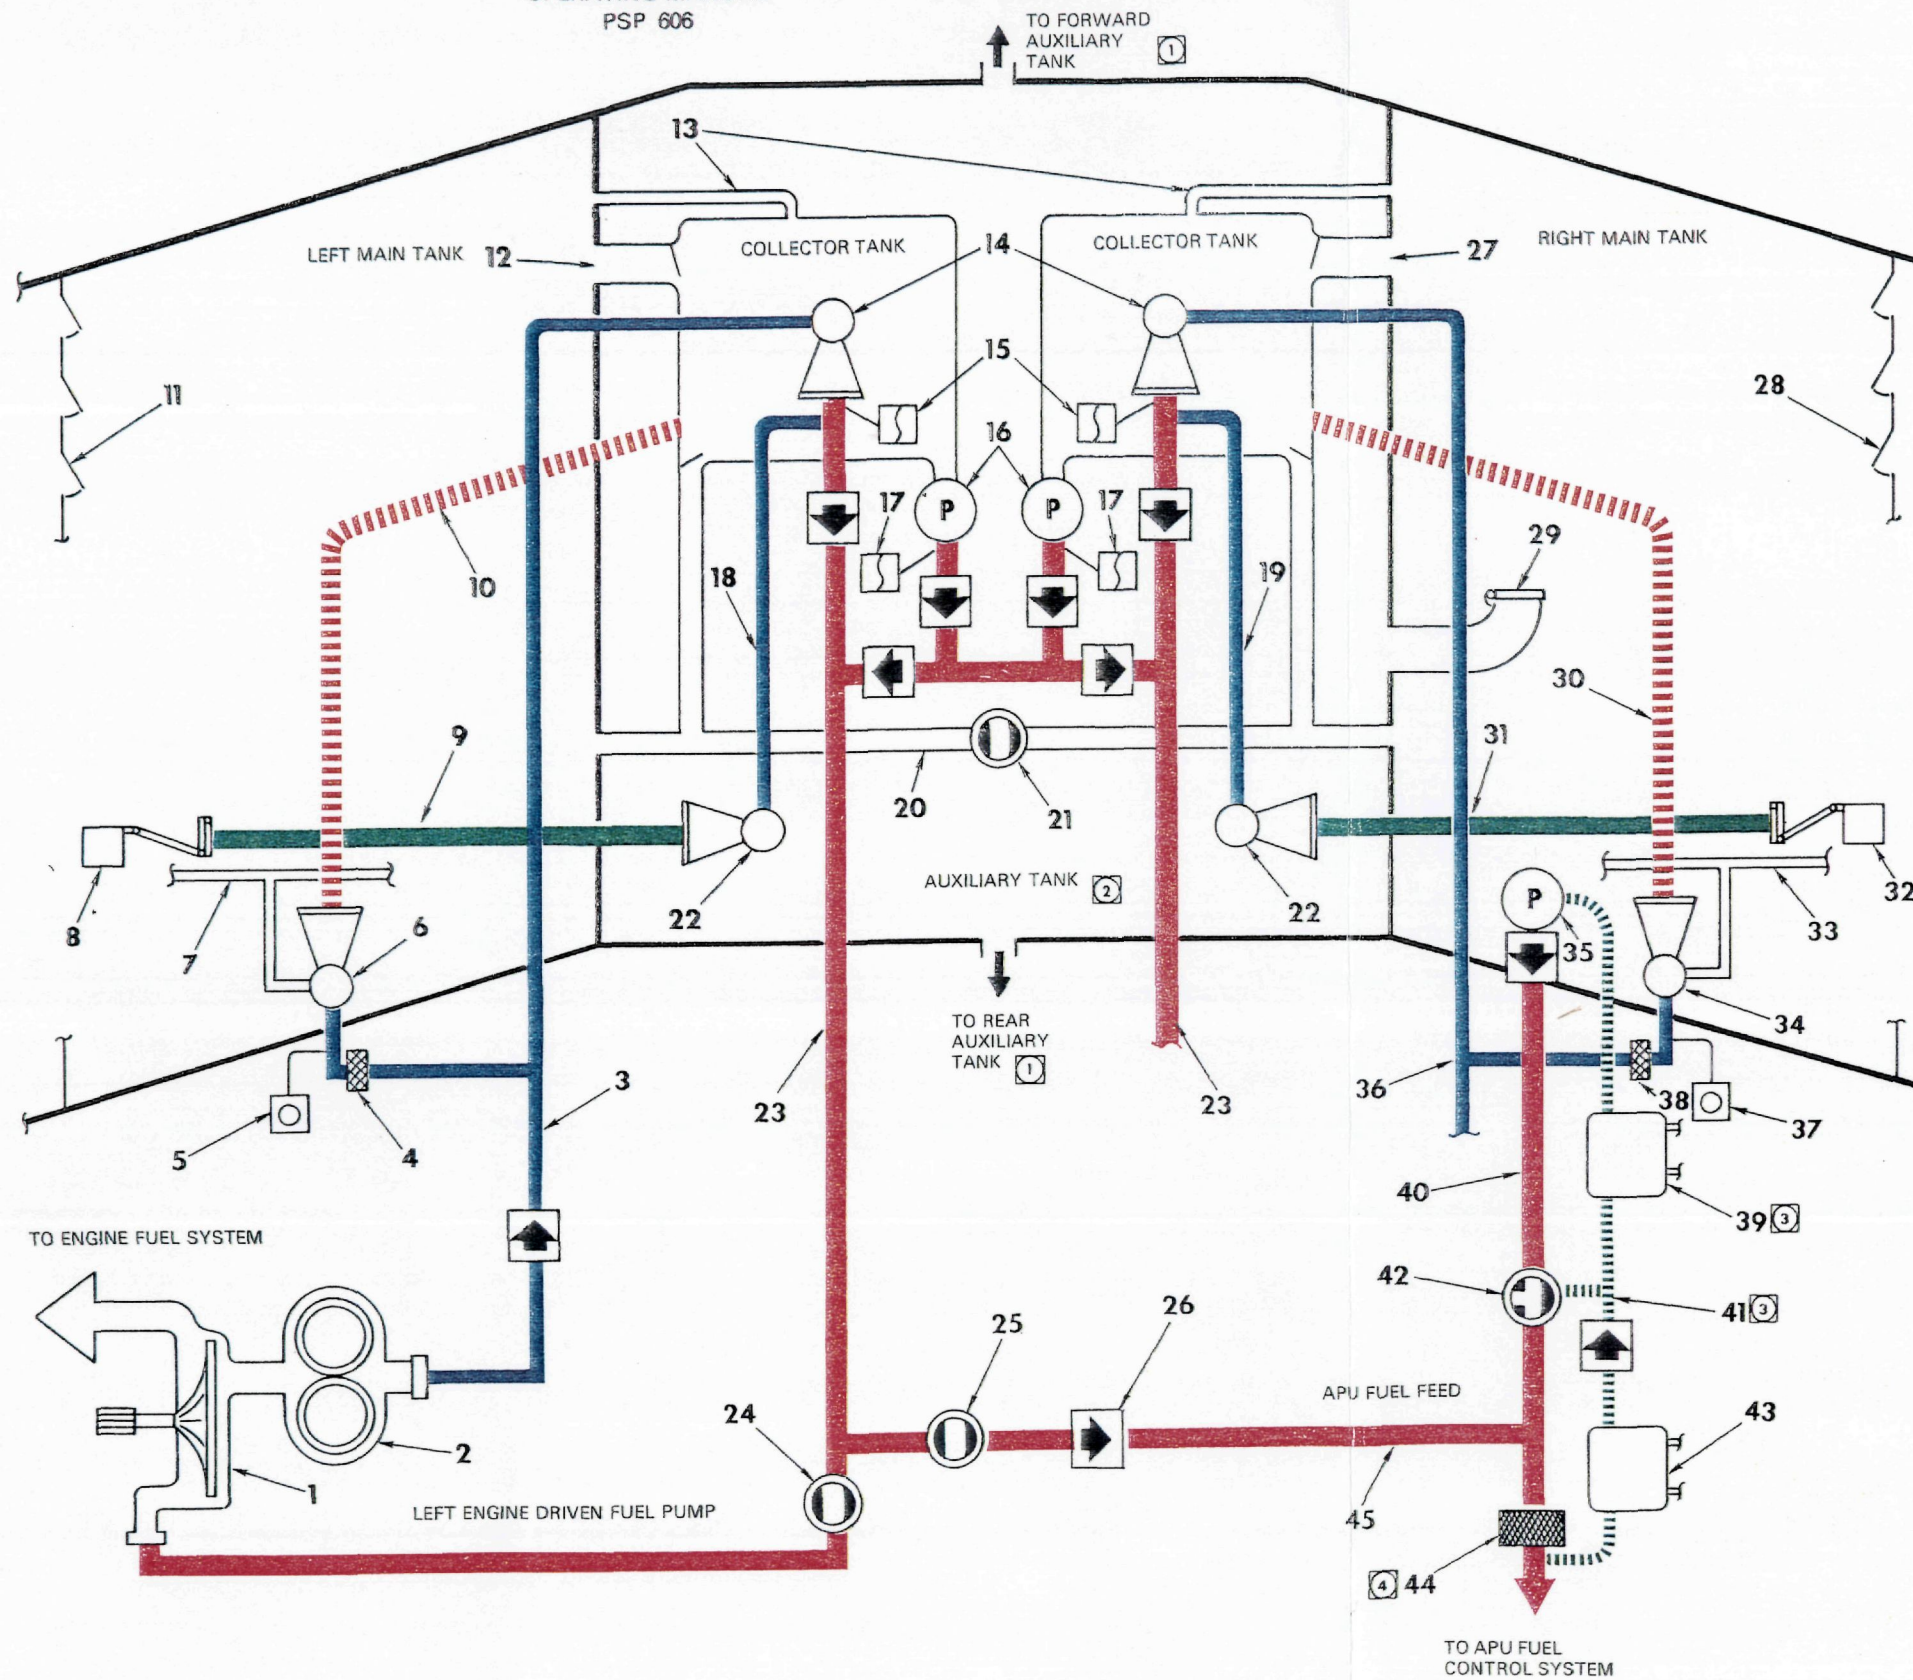 PSP 606
TO FORWARD
AUXILIARY
TANK 1
13
LEFT MAIN TANK 12
COLLECTOR TANK
14
COLLECTOR TANK
27
RIGHT MAIN TANK
11
15
28
16
17
17
10
18
19
29
30
9
31
20
21
8
7
6
22
AUXILIARY TANK 2
22
35
33
32
34
TO REAR
AUXILIARY
TANK 1
5
4
3
23
23
36
38
37
40
39 3
TO ENGINE FUEL SYSTEM
42
41 3
25
26
APU FUEL FEED
43
24
2
1
LEFT ENGINE DRIVEN FUEL PUMP
45
4 44
TO APU FUEL
CONTROL SYSTEM
P
P
P